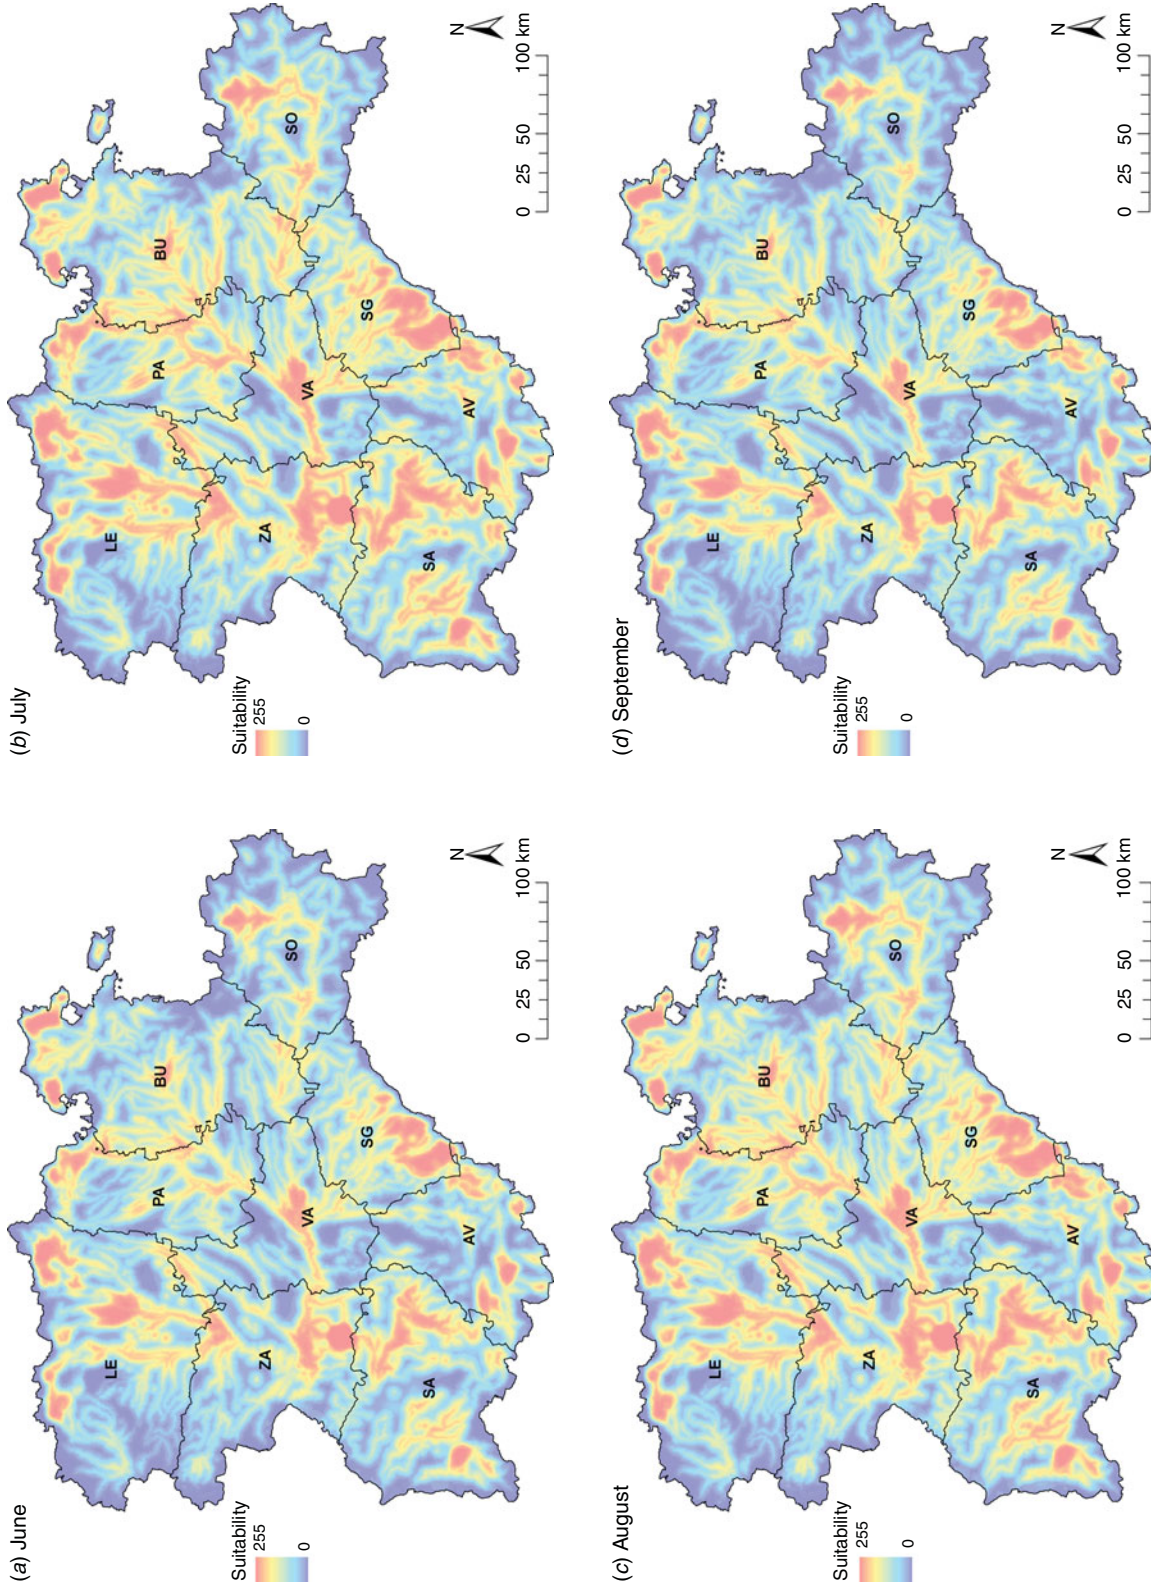 (a) June
Suitability
255
0
LE
PA
BU
ZA
VA
SO
SG
SA
AV
N
0 25 50 100 km
(b) July
Suitability
255
0
LE
PA
BU
ZA
VA
SO
SG
SA
AV
N
0 25 50 100 km
(c) August
Suitability
255
0
LE
PA
BU
ZA
VA
SO
SG
SA
AV
N
0 25 50 100 km
(d) September
Suitability
255
0
LE
PA
BU
ZA
VA
SO
SG
SA
AV
N
0 25 50 100 km